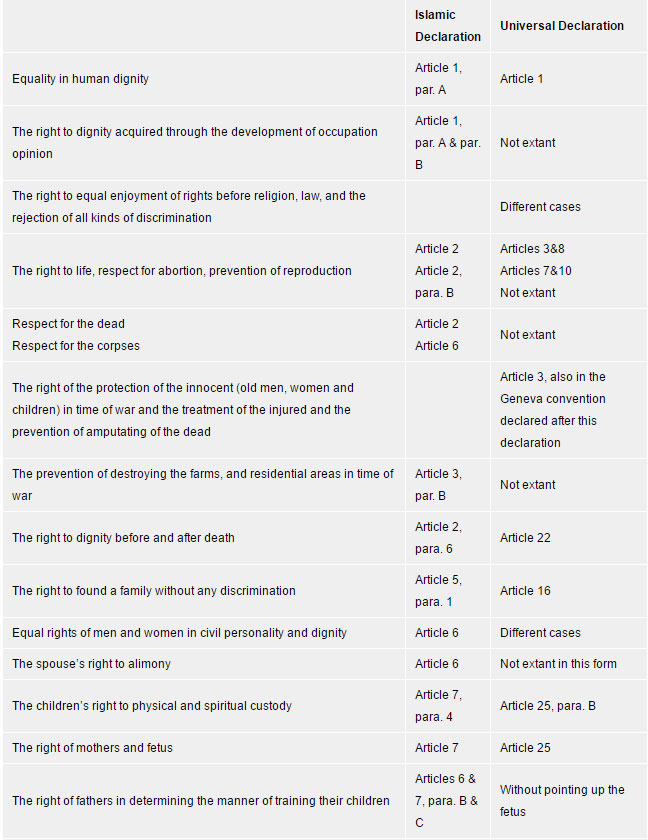 Islamic
Declaration
Universal Declaration
Equality in human dignity
Article 1,
par. A
Article 1
The right to dignity acquired through the development of occupation
opinion
Article 1,
par. A & par.
B
Not extant
The right to equal enjoyment of rights before religion, law, and the
rejection of all kinds of discrimination
Different cases
The right to life, respect for abortion, prevention of reproduction
Article 2
Article 2,
para. B
Articles 3&8
Articles 7&10
Not extant
Respect for the dead
Respect for the corpses
Article 2
Article 6
Not extant
The right of the protection of the innocent (old men, women and
children) in time of war and the treatment of the injured and the
prevention of amputating of the dead
Article 3, also in the
Geneva convention
declared after this
declaration
The prevention of destroying the farms, and residential areas in time of
war
Article 3,
par. B
Not extant
The right to dignity before and after death
Article 2,
para. 6
Article 22
The right to found a family without any discrimination
Article 5,
para. 1
Article 16
Equal rights of men and women in civil personality and dignity
Article 6
Different cases
The spouse's right to alimony
Article 6
Not extant in this form
The children's right to physical and spiritual custody
Article 7,
para. 4
Article 25, para. B
The right of mothers and fetus
Article 7
Article 25
The right of fathers in determining the manner of training their children
Articles 6 &
7, para. B &
C
Without pointing up the
fetus